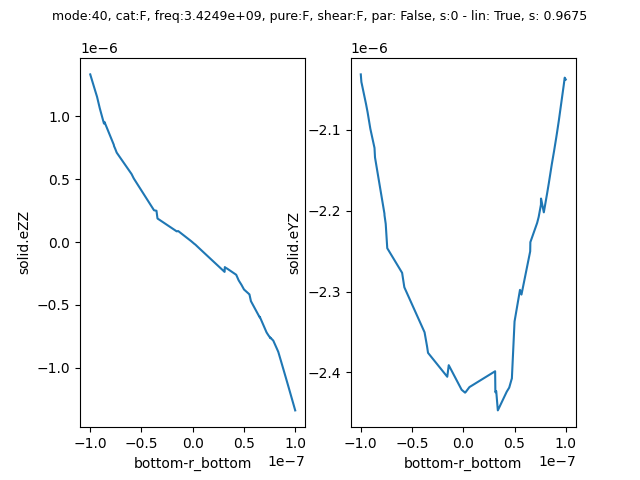 mode:40, cat:F, freq:3.4249e+09, pure:F, shear:F, par: False, s:0 - lin: True, s: 0.9675
1e−6
1.0
0.5
0.0
−0.5
−1.0
solid.eZZ
−1.0 −0.5 0.0 0.5 1.0
bottom-r_bottom 1e−7
1e−6
−2.1
−2.2
−2.3
−2.4
solid.eYZ
−1.0 −0.5 0.0 0.5 1.0
bottom-r_bottom 1e−7